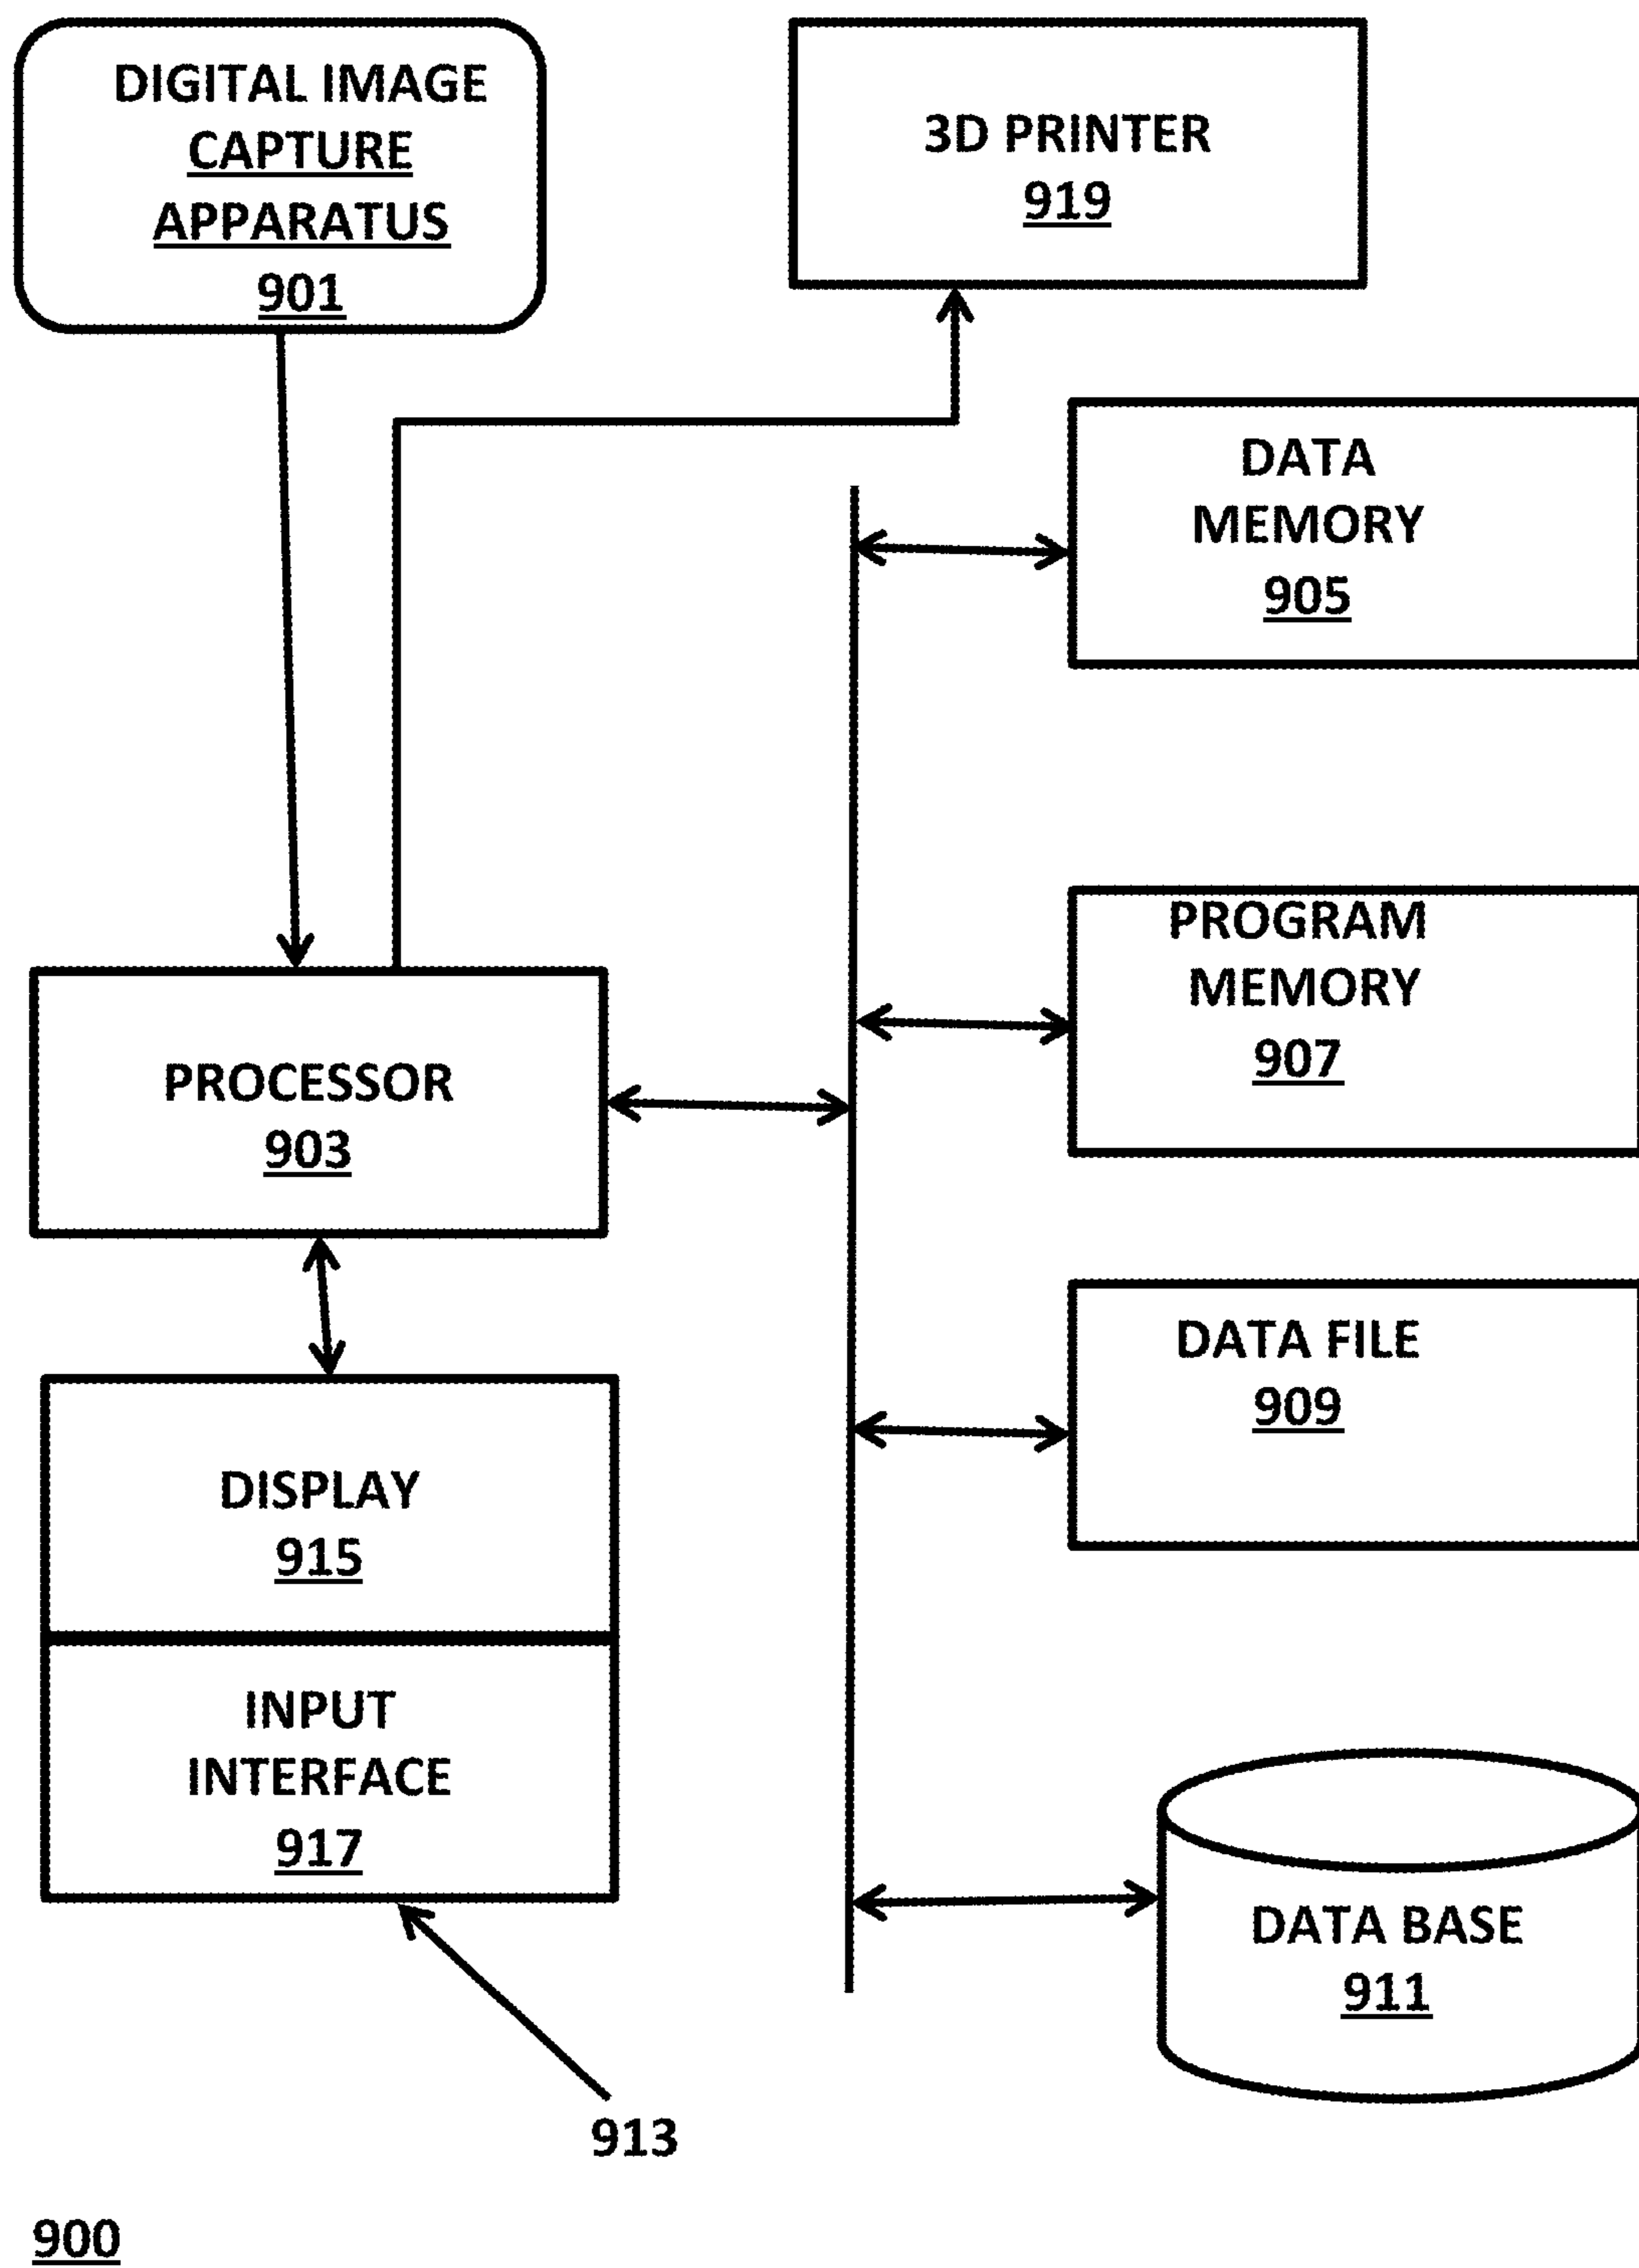 DIGITAL IMAGE
CAPTURE
APPARATUS
901
3D PRINTER
919
DATA
MEMORY
905
PROGRAM
MEMORY
907
PROCESSOR
903
DATA FILE
909
DISPLAY
915
INPUT
INTERFACE
917
DATA BASE
911
913
900